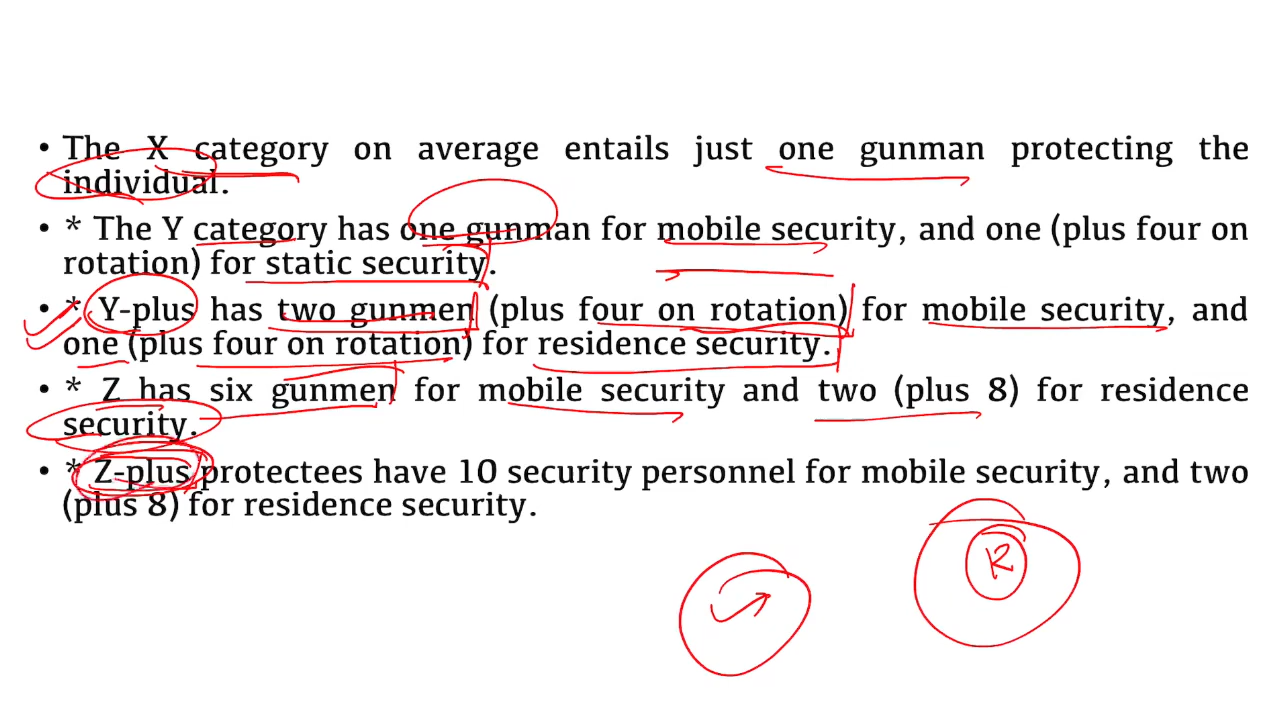 • The X category on average entails just one gunman protecting the
individual.
• * The Y category has one gunman for mobile security, and one (plus four on
rotation) for static security.
• * Y-plus has two gunmen (plus four on rotation) for mobile security, and
one (plus four on rotation) for residence security.
• * Z has six gunmen for mobile security and two (plus 8) for residence
security.
• * Z-plus protectees have 10 security personnel for mobile security, and two
(plus 8) for residence security.
R